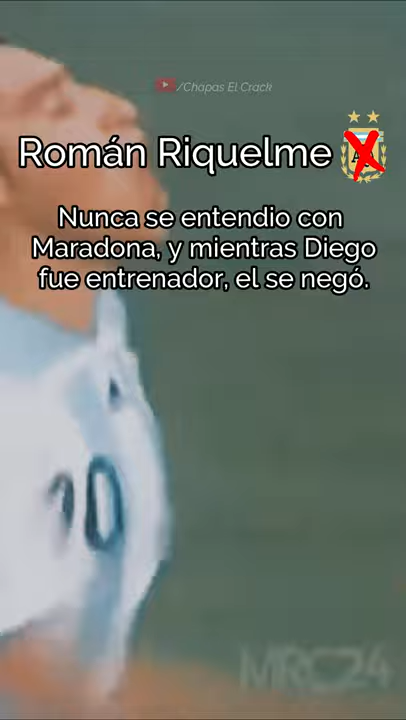 /Chapas El Crack
Román Riquelme
Nunca se entendio con
Maradona, y mientras Diego
fue entrenador, el se negó.
10
MRC24